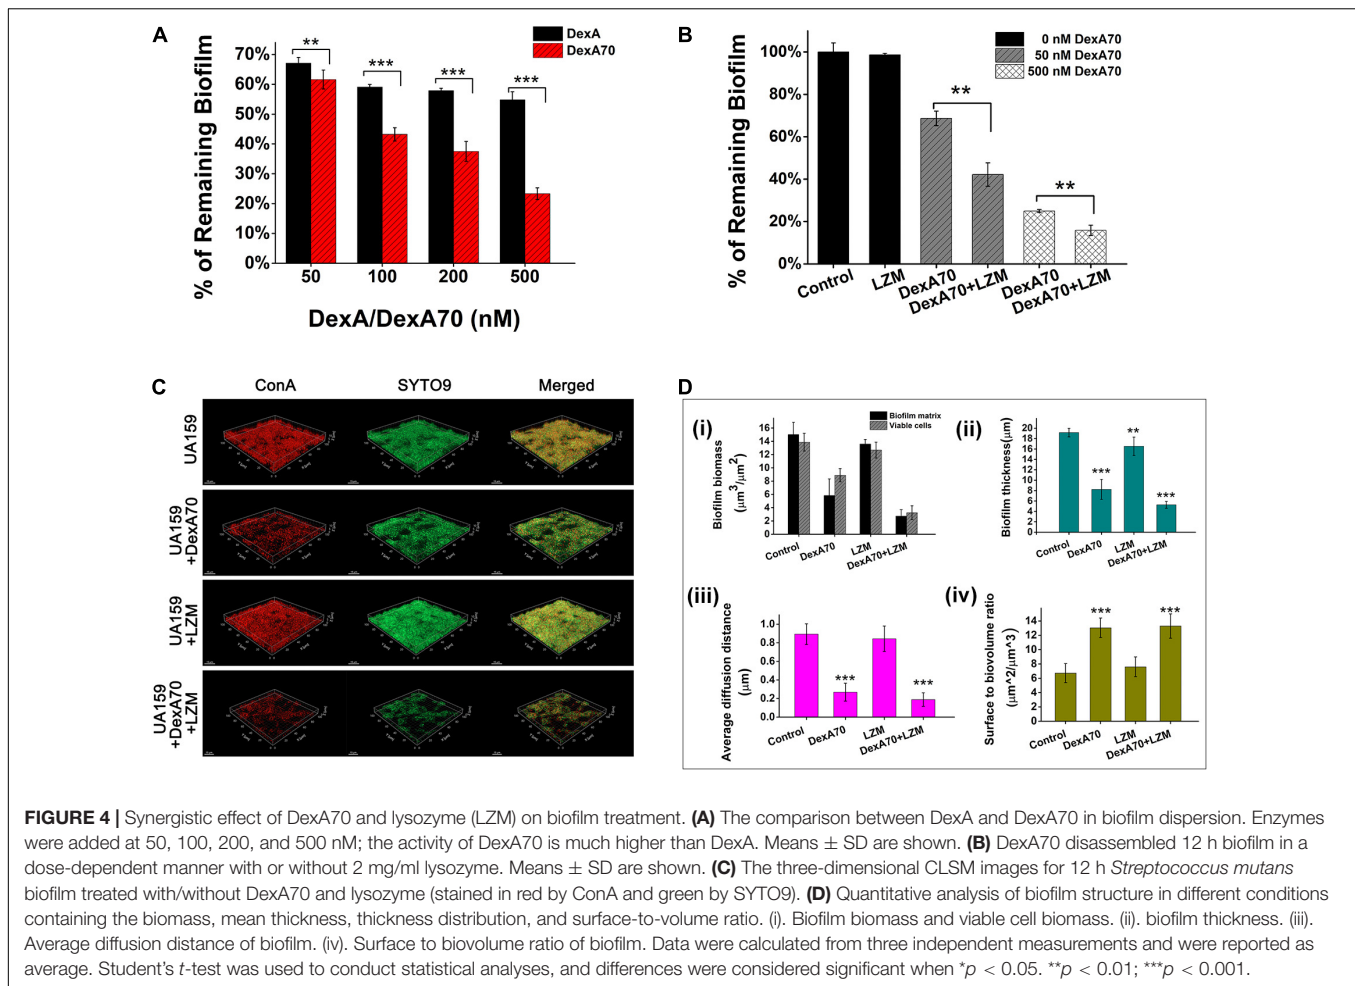 A
DexA
DexA70
% of Remaining Biofilm
70%
60%
50%
40%
30%
20%
10%
0%
**
***
***
***
50 100 200 500
DexA/DexA70 (nM)
B
0 nM DexA70
50 nM DexA70
500 nM DexA70
% of Remaining Biofilm
100%
80%
60%
40%
20%
0%
**
**
Control LZM DexA70 DexA70+LZM DexA70 DexA70+LZM
C
ConA SYTO9 Merged
UA159
UA159
+DexA70
UA159
+LZM
UA159
+DexA70
+LZM
D
(i)
Biofilm matrix
Viable cells
Biofilm biomass
(μm^3/μm^2)
16
14
12
10
8
6
4
2
0
Control DexA70 LZM DexA70+LZM
(ii)
Biofilm thickness(μm)
22
20
18
16
14
12
10
8
6
4
2
0
***
**
***
Control DexA70 LZM DexA70+LZM
(iii)
Average diffusion distance
(μm)
1.0
0.8
0.6
0.4
0.2
0.0
***
***
Control DexA70 LZM DexA70+LZM
(iv)
Surface to biovolume ratio
(μm^2/μm^3)
14
12
10
8
6
4
2
0
***
***
Control DexA70 LZM DexA70+LZM
FIGURE 4 | Synergistic effect of DexA70 and lysozyme (LZM) on biofilm treatment. (A) The comparison between DexA and DexA70 in biofilm dispersion. Enzymes
were added at 50, 100, 200, and 500 nM; the activity of DexA70 is much higher than DexA. Means ± SD are shown. (B) DexA70 disassembled 12 h biofilm in a
dose-dependent manner with or without 2 mg/ml lysozyme. Means ± SD are shown. (C) The three-dimensional CLSM images for 12 h Streptococcus mutans
biofilm treated with/without DexA70 and lysozyme (stained in red by ConA and green by SYTO9). (D) Quantitative analysis of biofilm structure in different conditions
containing the biomass, mean thickness, thickness distribution, and surface-to-volume ratio. (i). Biofilm biomass and viable cell biomass. (ii). biofilm thickness. (iii).
Average diffusion distance of biofilm. (iv). Surface to biovolume ratio of biofilm. Data were calculated from three independent measurements and were reported as
average. Student's t-test was used to conduct statistical analyses, and differences were considered significant when *p < 0.05. **p < 0.01; ***p < 0.001.